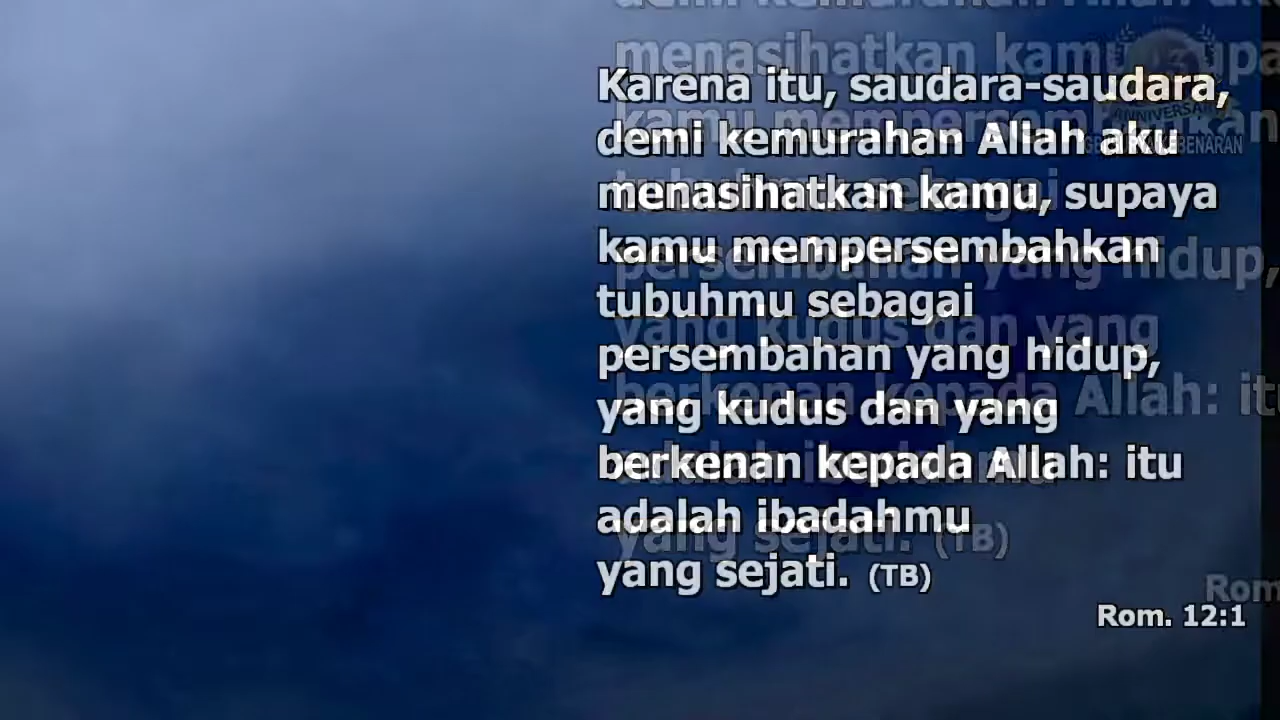 Karena itu, saudara-saudara,
demi kemurahan Allah aku
menasihatkan kamu, supaya
kamu mempersembahkan
tubuhmu sebagai
persembahan yang hidup,
yang kudus dan yang
berkenan kepada Allah: itu
adalah ibadahmu
yang sejati. (TB)
Rom. 12:1
ANNIVERSARY